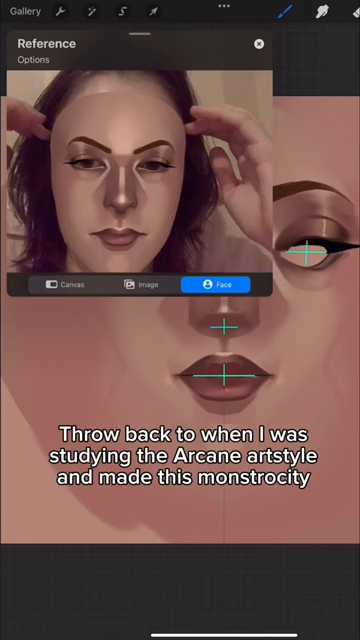 Gallery
Reference
Options
Canvas
Image
Face
Throw back to when I was
studying the Arcane artstyle
and made this monstrocity